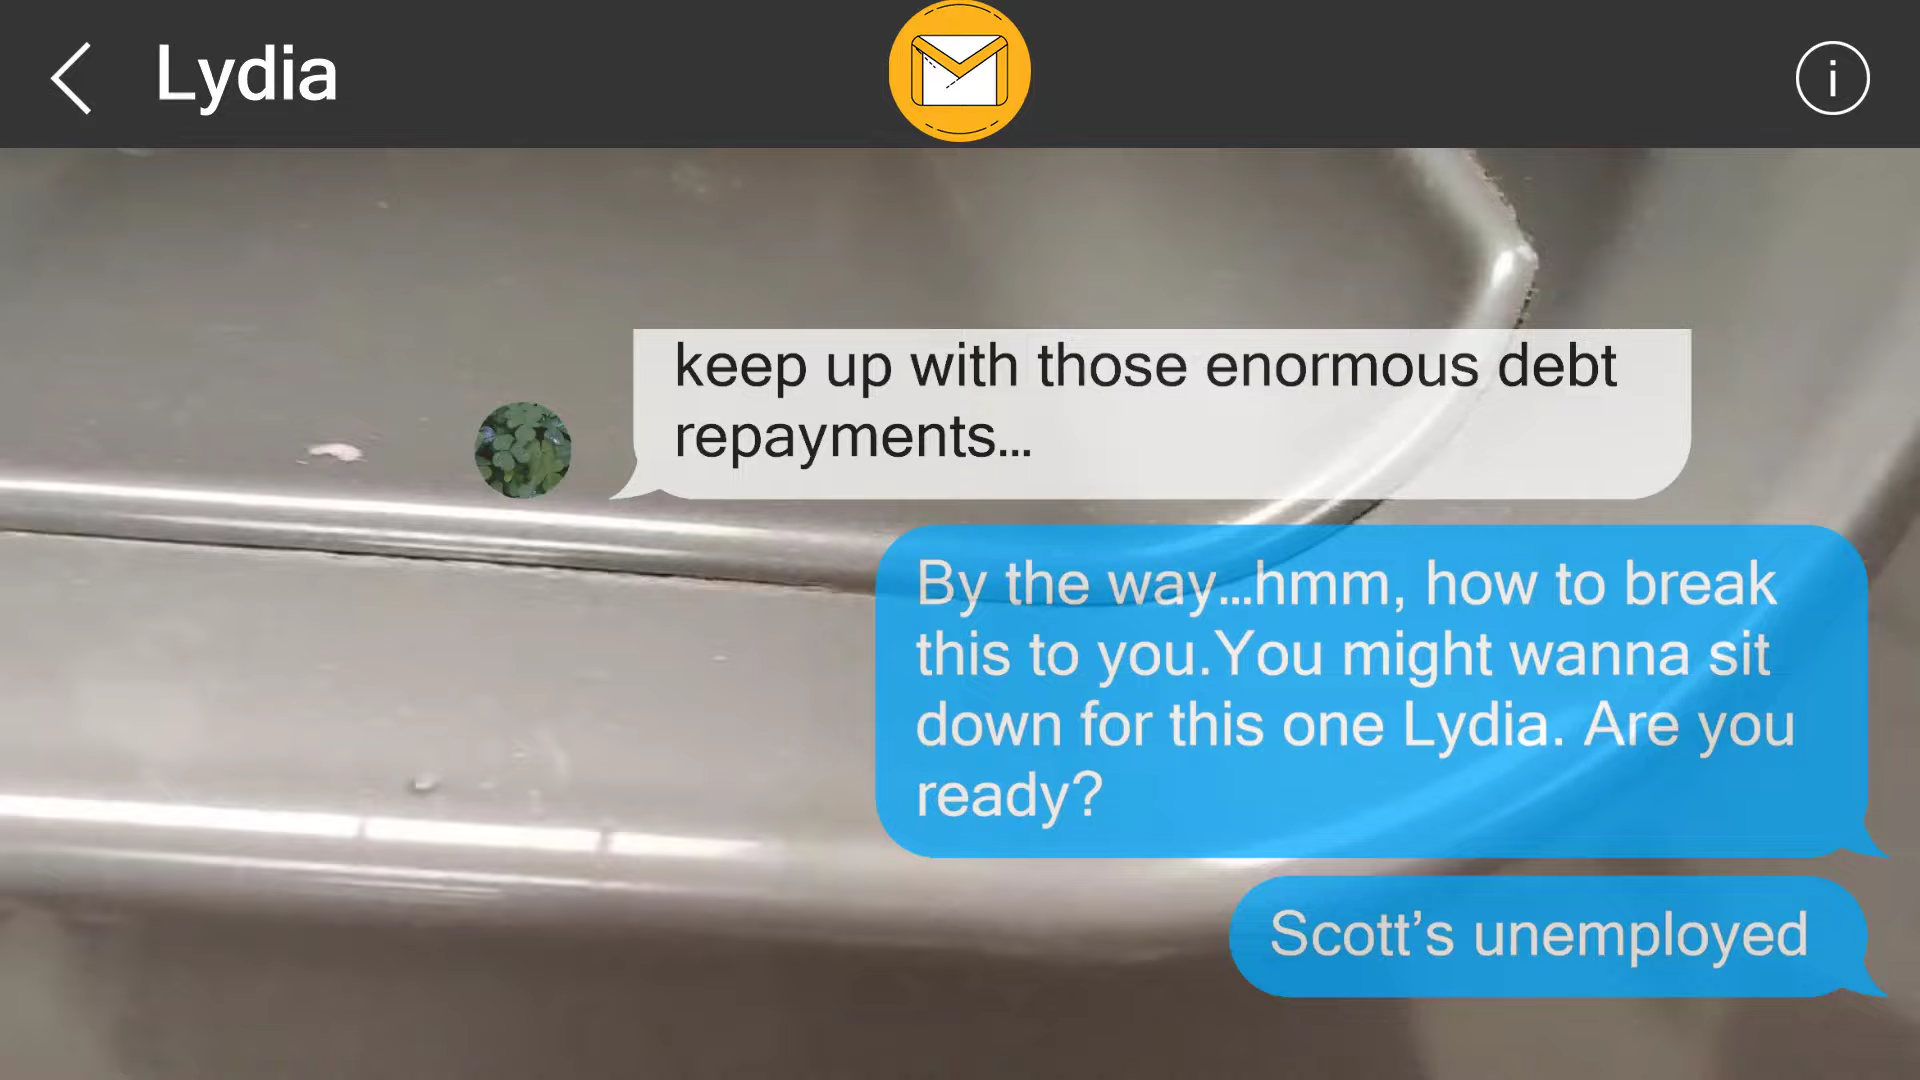 Lydia
i
keep up with those enormous debt
repayments...
By the way...hmm, how to break
this to you.You might wanna sit
down for this one Lydia. Are you
ready?
Scott’s unemployed